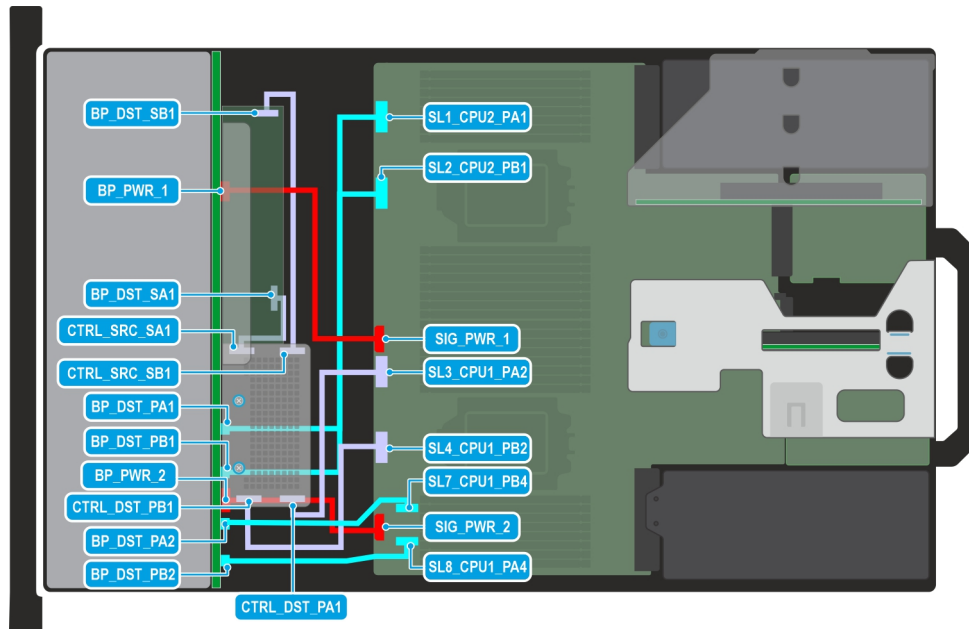 BP_DST_SB1
BP_PWR_1
BP_DST_SA1
CTRL_SRC_SA1
CTRL_SRC_SB1
BP_DST_PA1
BP_DST_PB1
BP_PWR_2
CTRL_DST_PB1
BP_DST_PA2
BP_DST_PB2
CTRL_DST_PA1
SL1_CPU2_PA1
SL2_CPU2_PB1
SIG_PWR_1
SL3_CPU1_PA2
SL4_CPU1_PB2
SL7_CPU1_PB4
SIG_PWR_2
SL8_CPU1_PA4